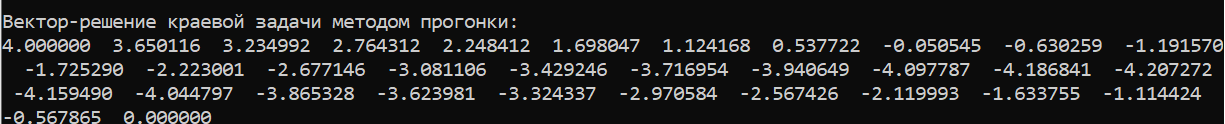 Вектор-решение краевой задачи методом прогонки:
4.000000  3.650116  3.234992  2.764312  2.248412  1.698047  1.124168  0.537722  -0.050545  -0.630259  -1.191570
-1.725290  -2.223001  -2.677146  -3.081106  -3.429246  -3.716954  -3.940649  -4.097787  -4.186841  -4.207272
-4.159490  -4.044797  -3.865328  -3.623981  -3.324337  -2.970584  -2.567426  -2.119993  -1.633755  -1.114424
-0.567865  0.000000